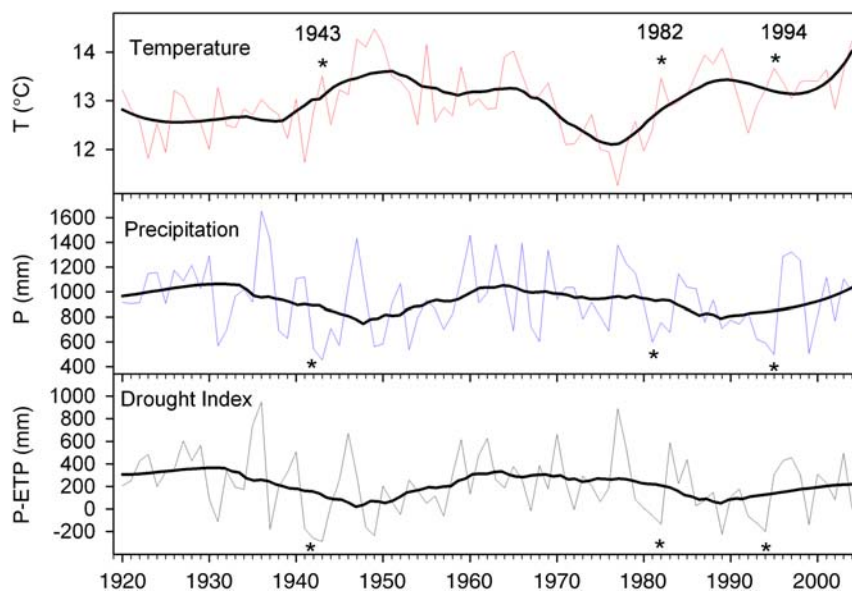 1943 1982 1994
Temperature
* * *
T (°C)
14
13
12
Precipitation
P (mm)
1600
1400
1200
1000
800
600
400
* * *
Drought Index
P-ETP (mm)
1000
800
600
400
200
0
-200
* * *
1920 1930 1940 1950 1960 1970 1980 1990 2000